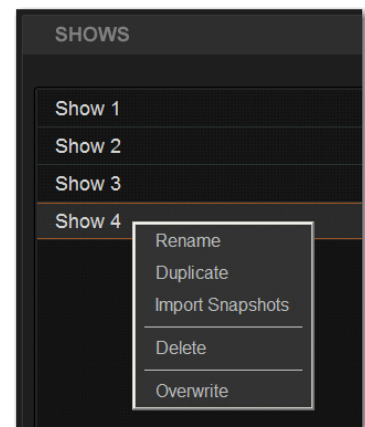 SHOWS
Show 1
Show 2
Show 3
Show 4
Rename
Duplicate
Import Snapshots
Delete
Overwrite